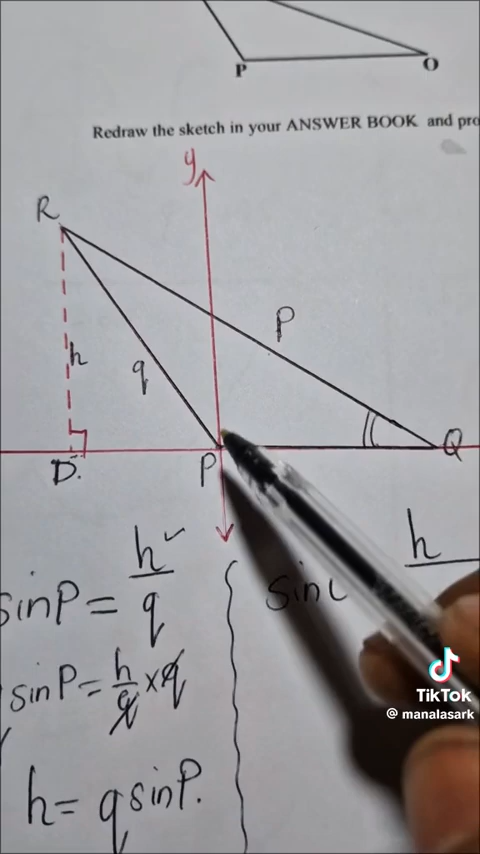 P
Q
Redraw the sketch in your ANSWER BOOK and pro
y
R
P
h
q
D.
P
Q
sinP = h/q
sin
h
sinP = h/q × q
h = q sinP.
TikTok
@ manalasark